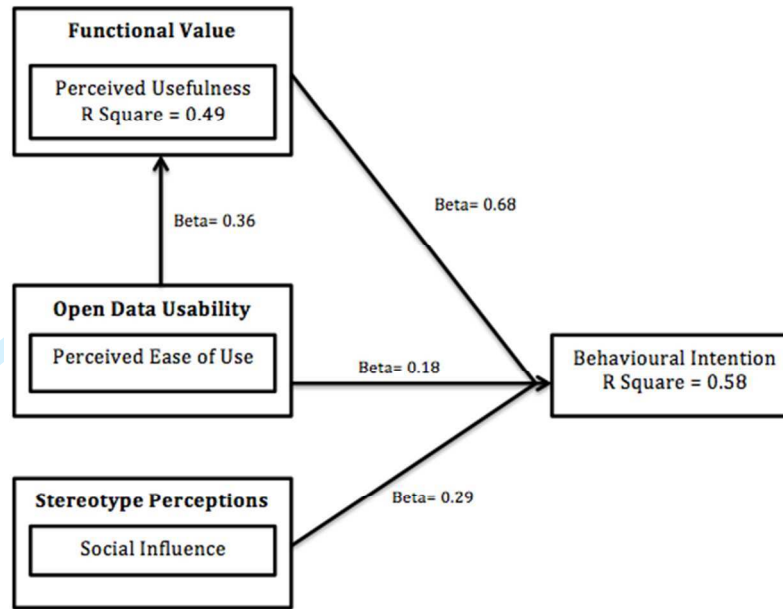 Functional Value
Perceived Usefulness
R Square = 0.49
Beta= 0.68
Beta= 0.36
Open Data Usability
Perceived Ease of Use
Beta= 0.18
Behavioural Intention
R Square = 0.58
Stereotype Perceptions
Beta= 0.29
Social Influence